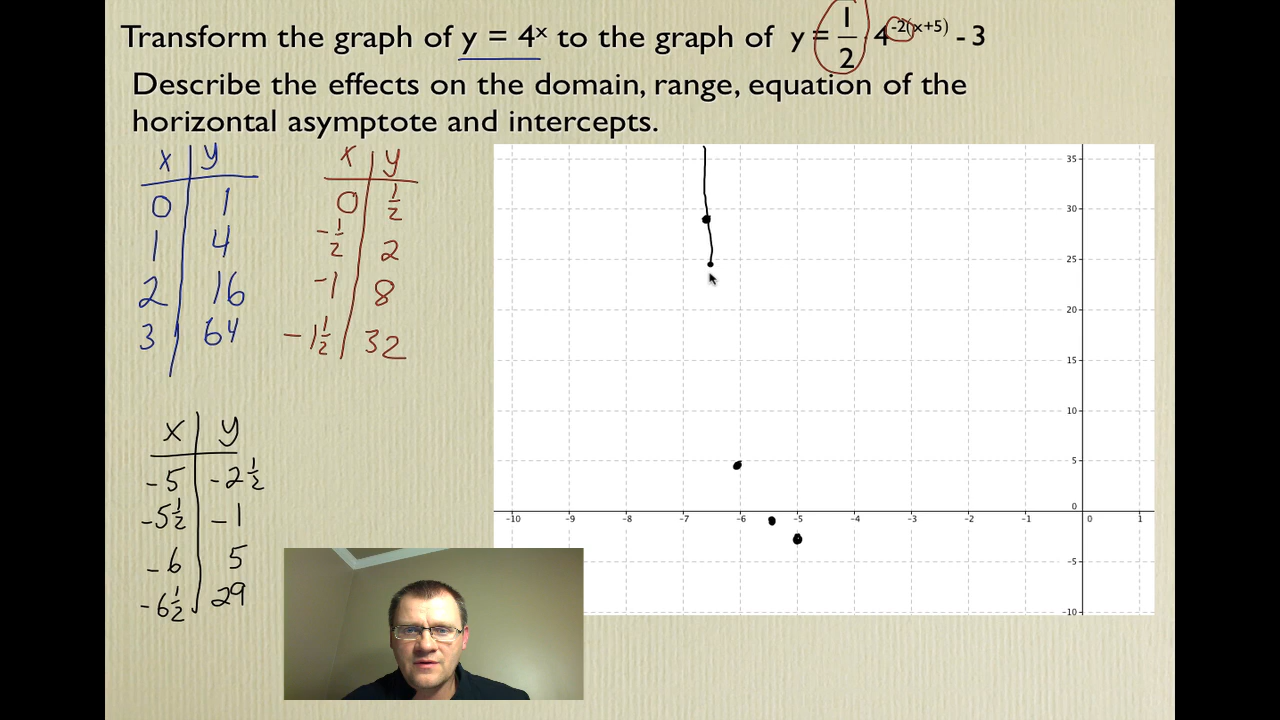 Transform the graph of y = 4ˣ to the graph of y = 1/2 4⁻²⁽ˣ⁺⁵⁾ - 3
Describe the effects on the domain, range, equation of the
horizontal asymptote and intercepts.
x y
0 1
1 4
2 16
3 64
x y
0 1/2
-1/2 2
-1 8
-1 1/2 32
x y
-5 -2 1/2
-5 1/2 -1
-6 5
-6 1/2 29
35
30
25
20
15
10
5
0
-10 -9 -8 -7 -6 -5 -4 -3 -2 -1 0 1
-5
-10